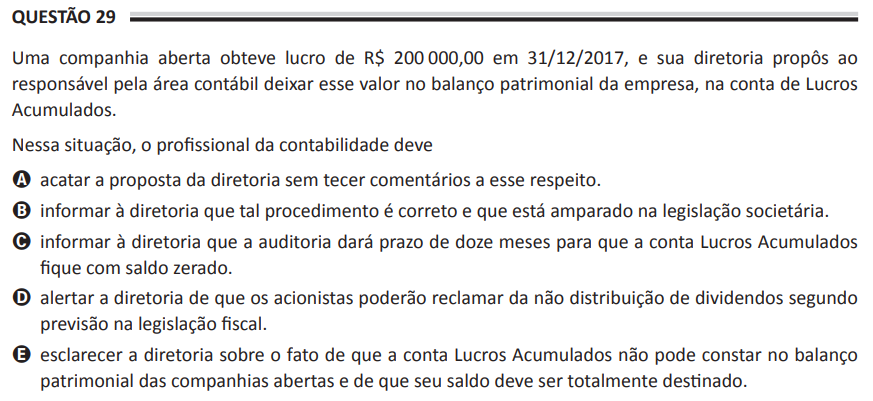 QUESTÃO 29
Uma companhia aberta obteve lucro de R$ 200 000,00 em 31/12/2017, e sua diretoria propôs ao
responsável pela área contábil deixar esse valor no balanço patrimonial da empresa, na conta de Lucros
Acumulados.
Nessa situação, o profissional da contabilidade deve
A acatar a proposta da diretoria sem tecer comentários a esse respeito.
B informar à diretoria que tal procedimento é correto e que está amparado na legislação societária.
C informar à diretoria que a auditoria dará prazo de doze meses para que a conta Lucros Acumulados
fique com saldo zerado.
D alertar a diretoria de que os acionistas poderão reclamar da não distribuição de dividendos segundo
previsão na legislação fiscal.
E esclarecer a diretoria sobre o fato de que a conta Lucros Acumulados não pode constar no balanço
patrimonial das companhias abertas e de que seu saldo deve ser totalmente destinado.